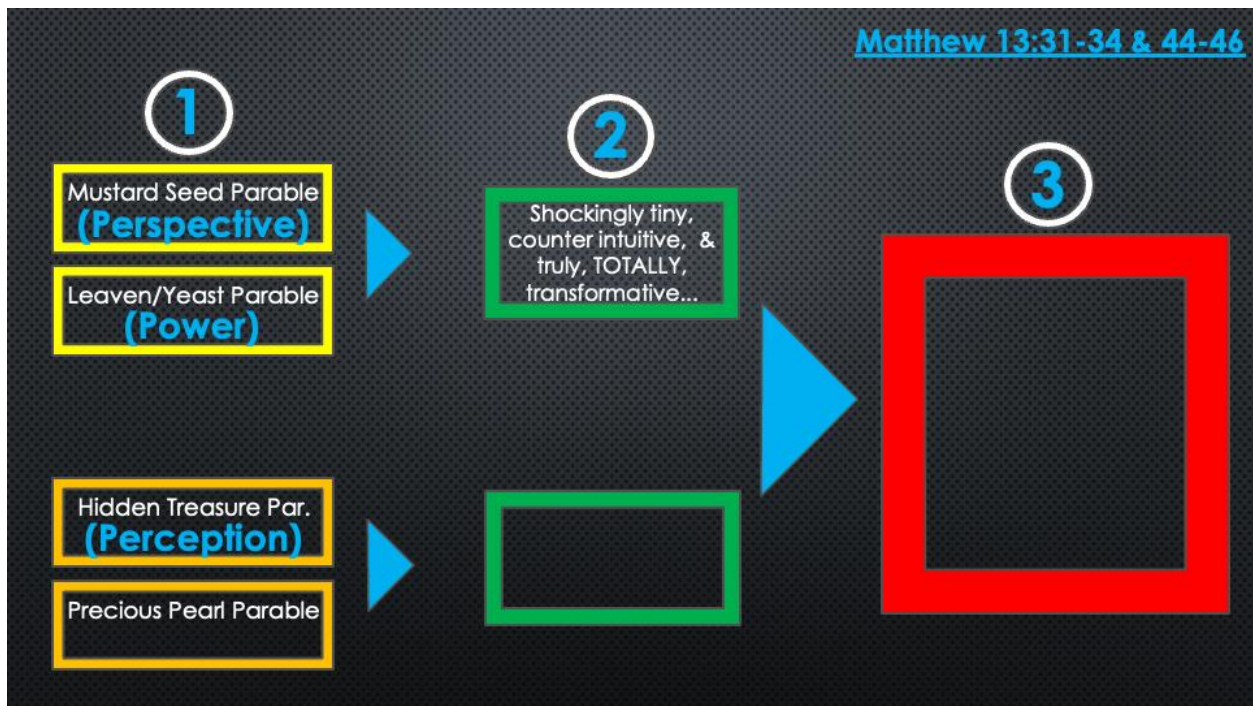 Matthew 13:31-34 & 44-46
1
Mustard Seed Parable
(Perspective)
Leaven/Yeast Parable
(Power)
Hidden Treasure Par.
(Perception)
Precious Pearl Parable
2
Shockingly tiny,
counter intuitive, &
truly, TOTALLY,
transformative...
3